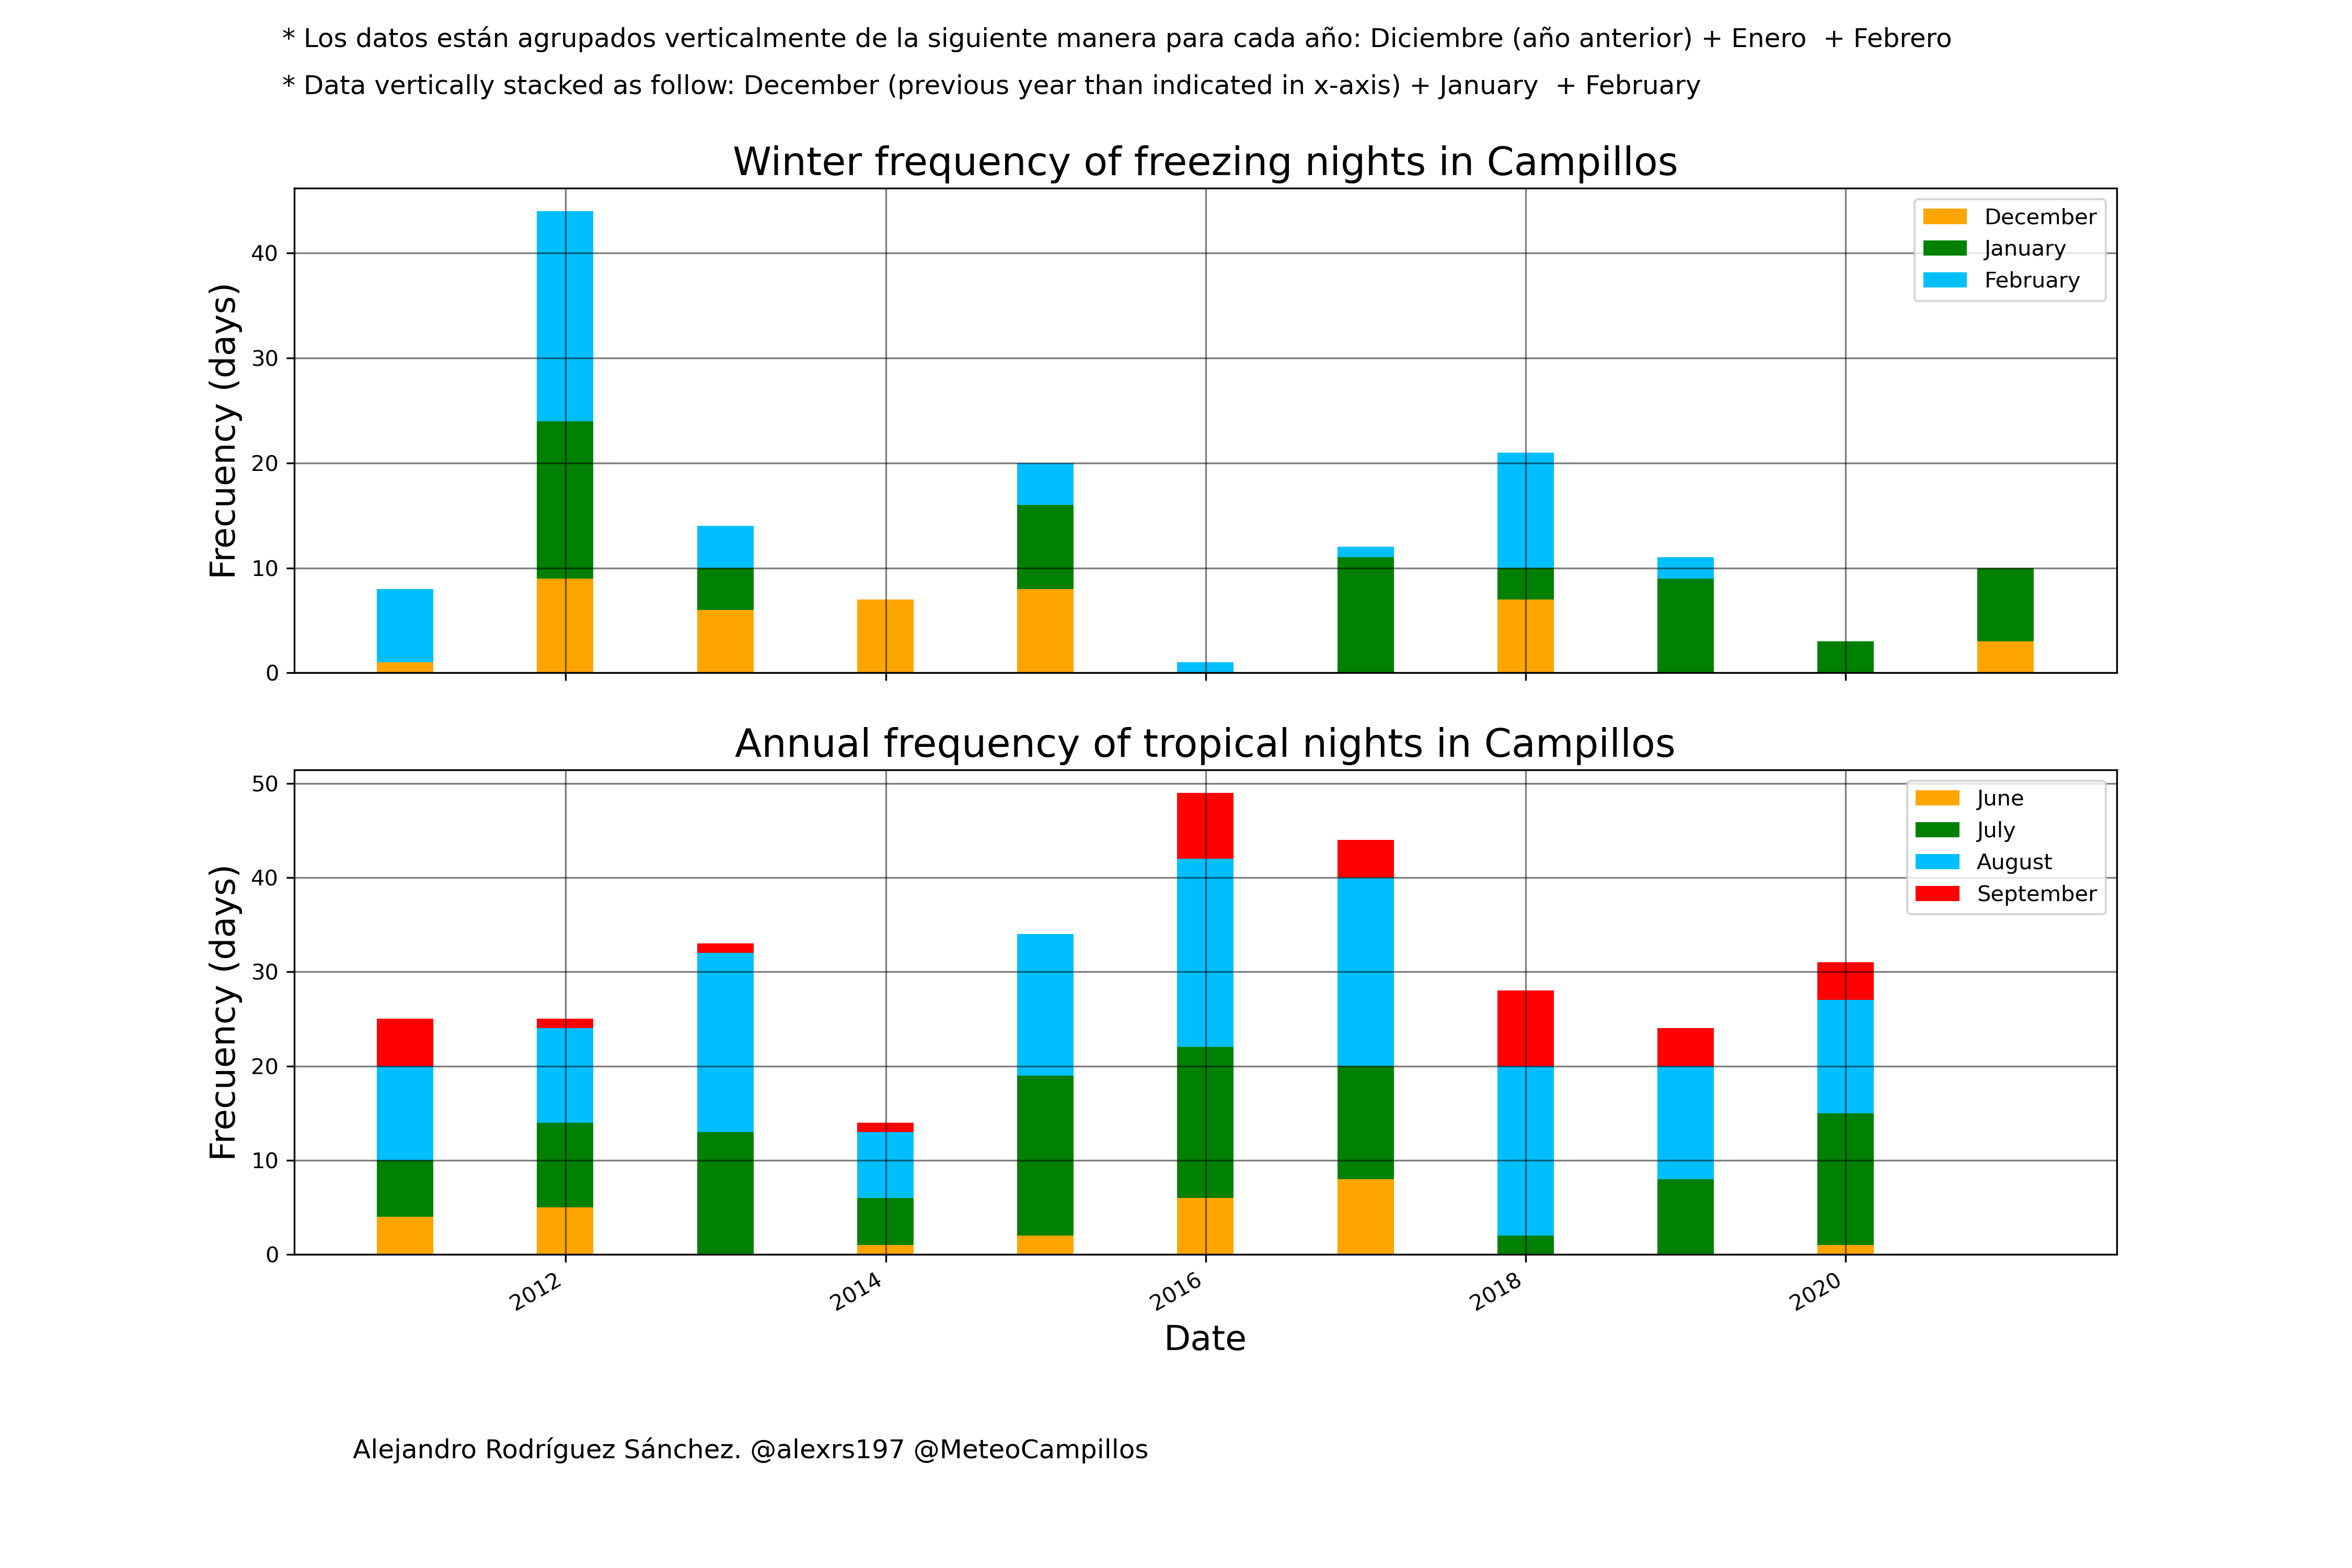 * Los datos están agrupados verticalmente de la siguiente manera para cada año: Diciembre (año anterior) + Enero  + Febrero
* Data vertically stacked as follow: December (previous year than indicated in x-axis) + January  + February
Winter frequency of freezing nights in Campillos
Frecuency (days)
40
30
20
10
0
December
January
February
Annual frequency of tropical nights in Campillos
Frecuency (days)
50
40
30
20
10
0
June
July
August
September
2012
2014
2016
2018
2020
Date
Alejandro Rodríguez Sánchez. @alexrs197 @MeteoCampillos